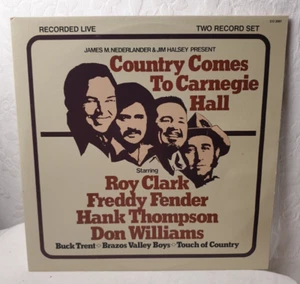 RECORDED LIVE
TWO RECORD SET
JAMES M. NEDERLANDER & JIM HALSEY PRESENT
Country Comes
To Carnegie
Hall
Starring
Roy Clark
Freddy Fender
Hank Thompson
Don Williams
Buck Trent Brazos Valley Boys Touch of Country